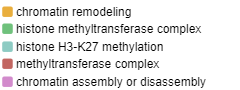 chromatin remodeling
histone methyltransferase complex
histone H3-K27 methylation
methyltransferase complex
chromatin assembly or disassembly